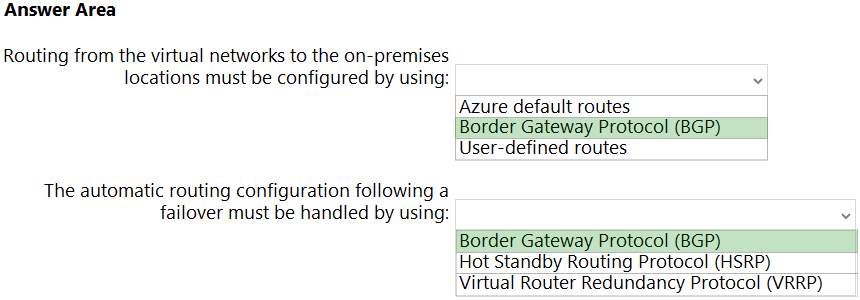 Answer Area
Routing from the virtual networks to the on-premises
locations must be configured by using:
Azure default routes
Border Gateway Protocol (BGP)
User-defined routes
The automatic routing configuration following a
failover must be handled by using:
Border Gateway Protocol (BGP)
Hot Standby Routing Protocol (HSRP)
Virtual Router Redundancy Protocol (VRRP)